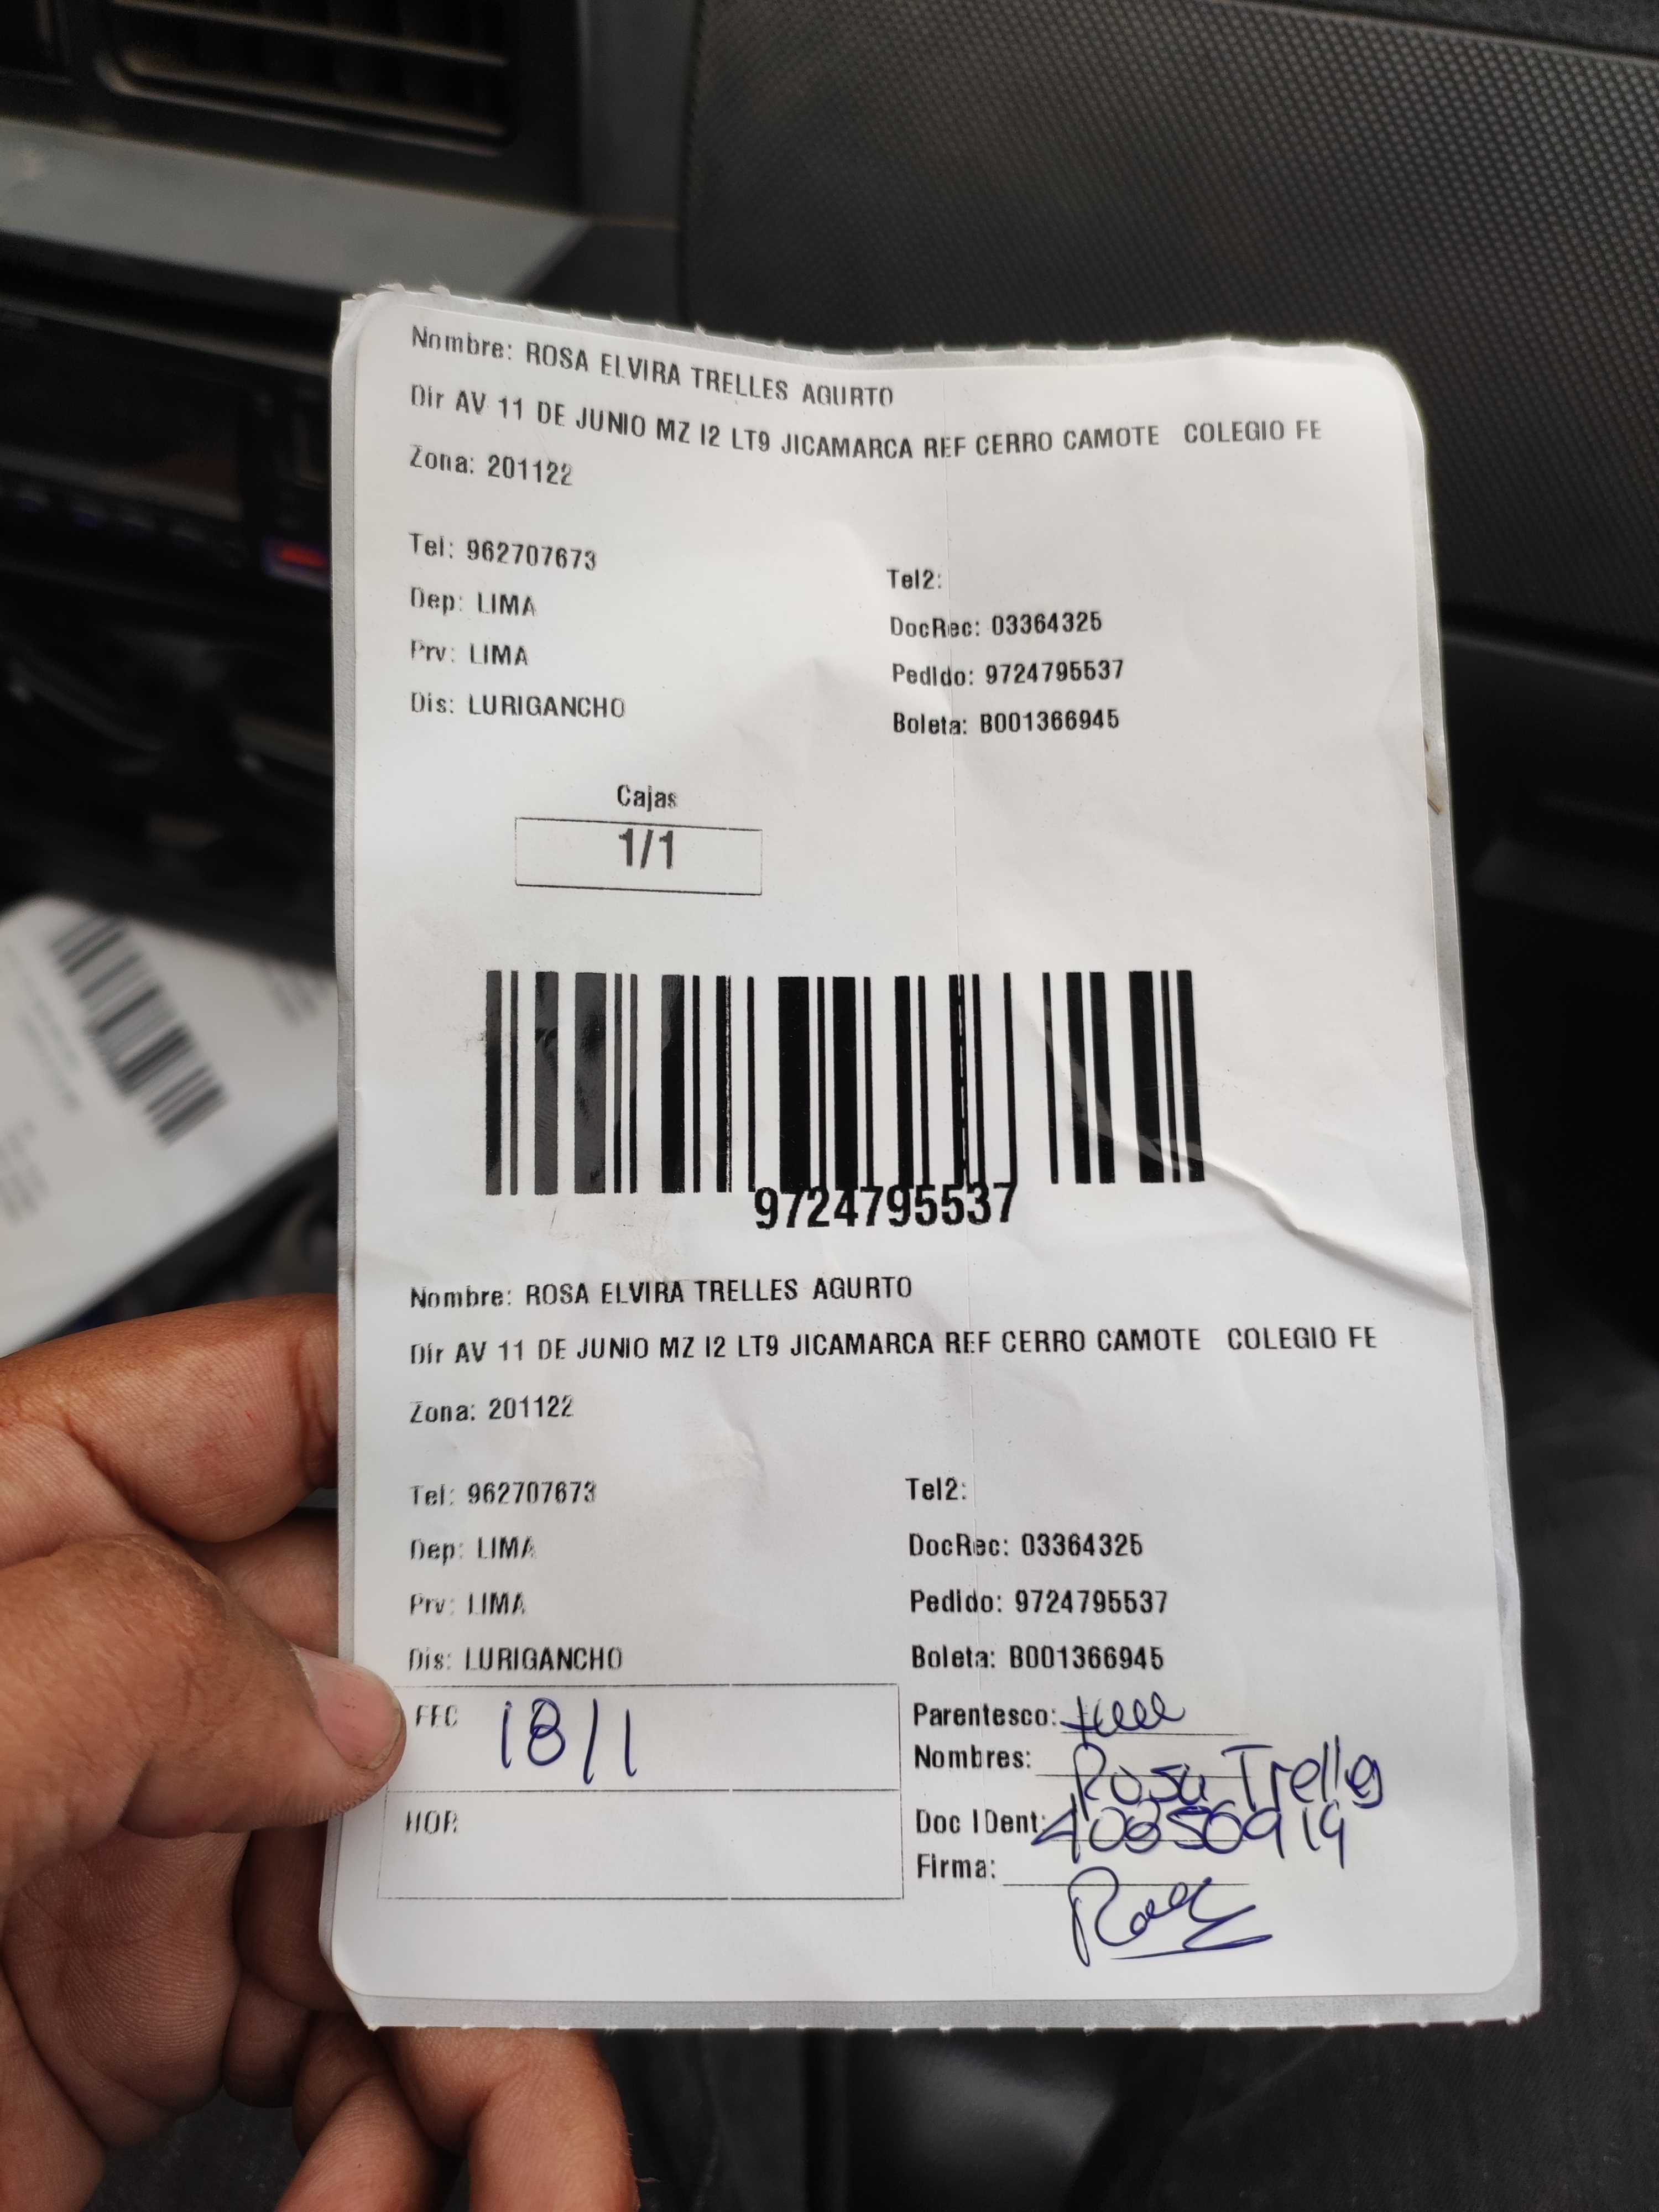 Nombre: ROSA ELVIRA TRELLES AGURTO
Dir AV 11 DE JUNIO MZ I2 LT9 JICAMARCA REF CERRO CAMOTE COLEGIO FE
Zona: 201122
Tel: 962707673
Tel2:
Dep: LIMA
DocRec: 03364325
Prv: LIMA
Pedido: 9724795537
Dis: LURIGANCHO
Boleta: B001366945
Cajas
1/1
9724795537
Nombre: ROSA ELVIRA TRELLES AGURTO
Dir AV 11 DE JUNIO MZ I2 LT9 JICAMARCA REF CERRO CAMOTE COLEGIO FE
Zona: 201122
Tel: 962707673
Tel2:
Dep: LIMA
DocRec: 03364325
Prv: LIMA
Pedido: 9724795537
Dis: LURIGANCHO
Boleta: B001366945
FEC 18/1
Parentesco:
Nombres: Rosa Trelles
HOR
Doc IDent:
Firma: